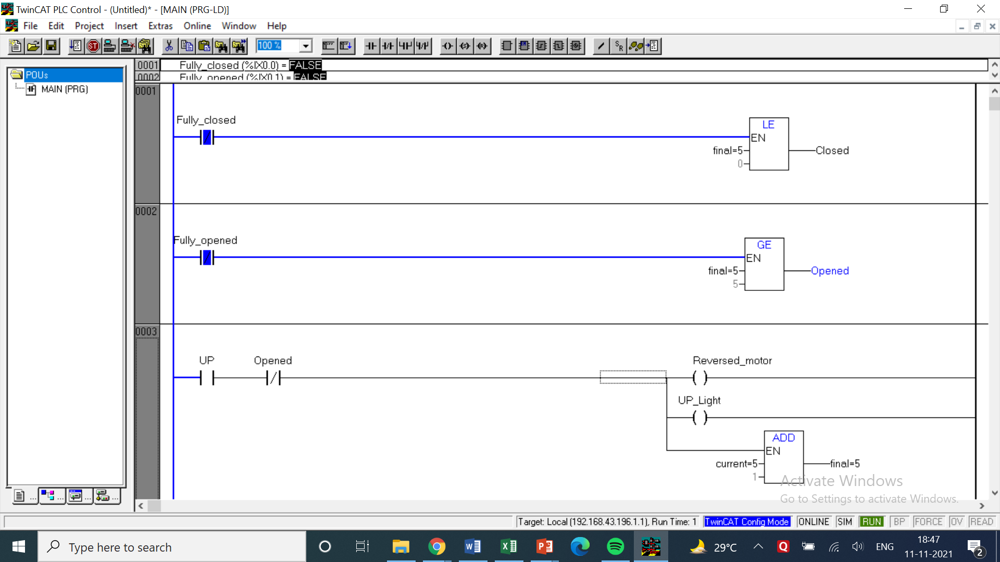 TwinCAT PLC Control - (Untitled)* - [MAIN (PRG-LD)]
File Edit Project Insert Extras Online Window Help
100 %
POUs
MAIN (PRG)
0001 Fully_closed (%IX0.0) = FALSE
0002 Fully_opened (%IX0.1) = FALSE
0001
Fully_closed
LE
EN
final=5
Closed
0
0002
Fully_opened
GE
EN
final=5
Opened
5
0003
UP Opened Reversed_motor
UP_Light
ADD
EN
current=5 final=5
1
Activate Windows
Go to Settings to activate Windows.
Target: Local (192.168.43.196.1.1), Run Time: 1 TwinCAT Config Mode ONLINE SIM RUN BP FORCE OV READ
Type here to search
29°C
ENG
18:47
11-11-2021
2